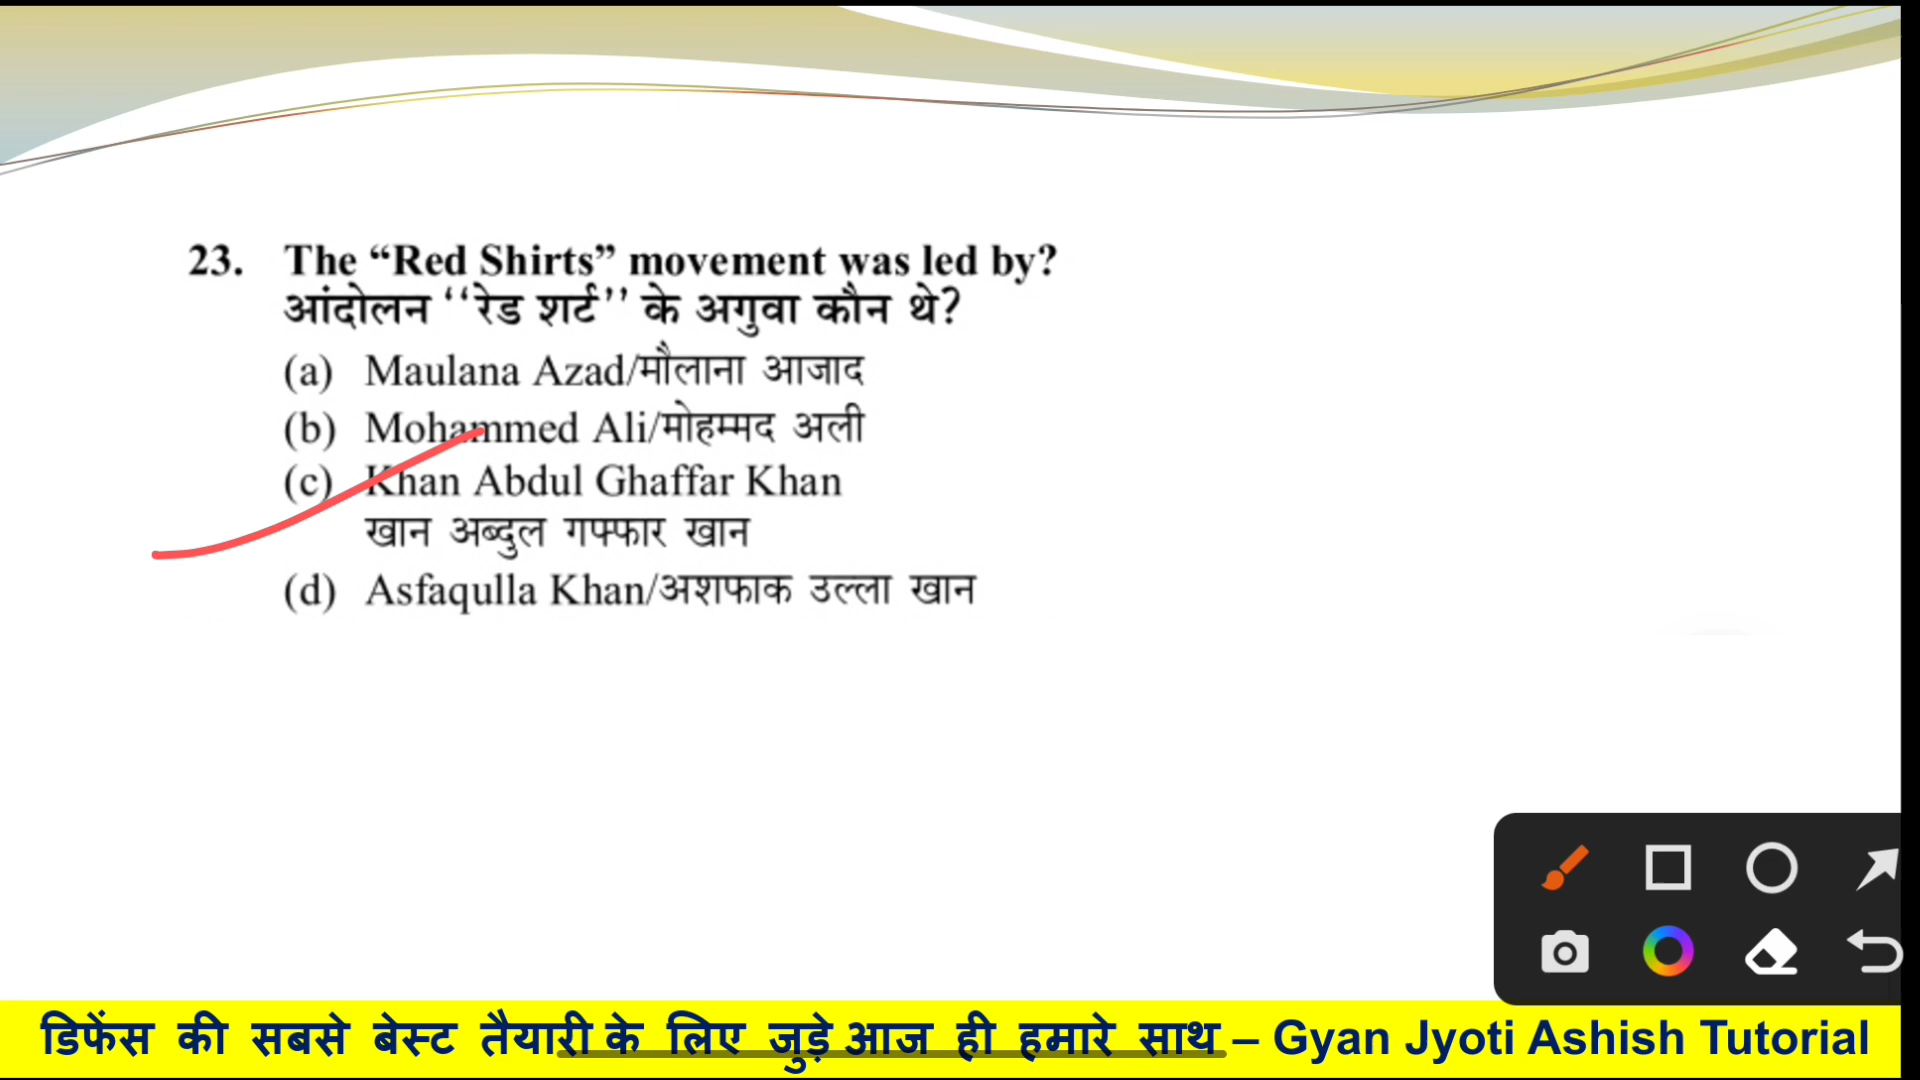 23. The “Red Shirts” movement was led by?
आंदोलन ‘‘रेड शर्ट’’ के अगुवा कौन थे?
(a) Maulana Azad/मौलाना आजाद
(b) Mohammed Ali/मोहम्मद अली
(c) Khan Abdul Ghaffar Khan
खान अब्दुल गफ्फार खान
(d) Asfaqulla Khan/अशफाक उल्ला खान
डिफेंस की सबसे बेस्ट तैयारी के लिए जुड़े आज ही हमारे साथ – Gyan Jyoti Ashish Tutorial